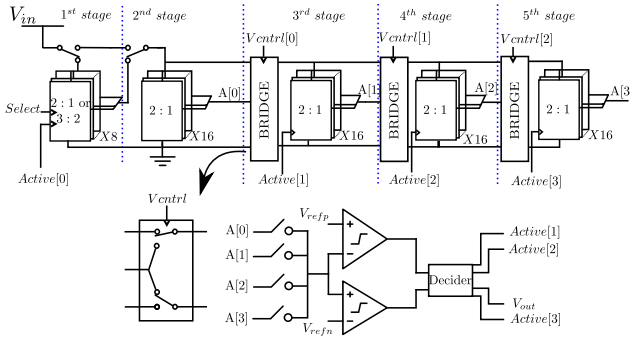 V_in 1^st stage 2^nd stage 3^rd stage 4^th stage 5^th stage
Vcntrl[0] Vcntrl[1] Vcntrl[2]
Select 2 : 1 or 3 : 2 X8 2 : 1 X16 A[0] BRIDGE 2 : 1 X16 A[1] BRIDGE 2 : 1 X16 A[2] BRIDGE 2 : 1 X16 A[3
Active[0] Active[1] Active[2] Active[3]
Vcntrl
A[0]
A[1]
A[2]
A[3]
V_refp
V_refn
+
−
+
−
Decider
Active[1]
Active[2]
V_out
Active[3]